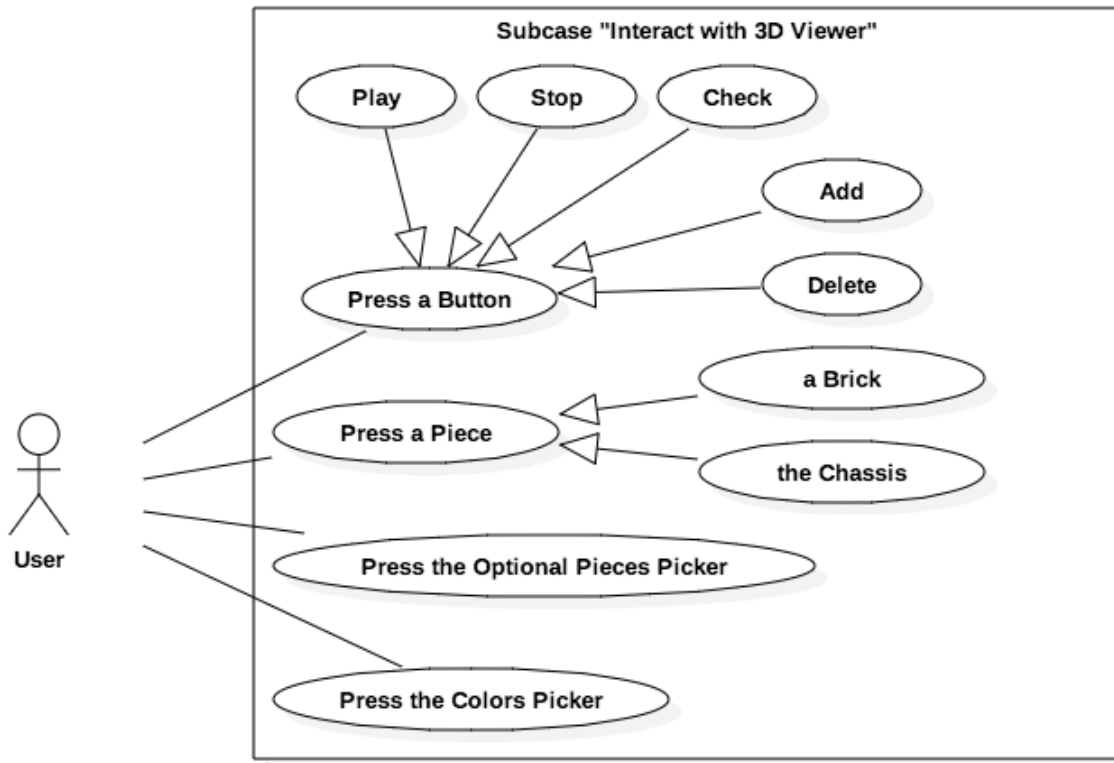 Subcase "Interact with 3D Viewer"
Play
Stop
Check
Add
Delete
Press a Button
a Brick
Press a Piece
the Chassis
User
Press the Optional Pieces Picker
Press the Colors Picker